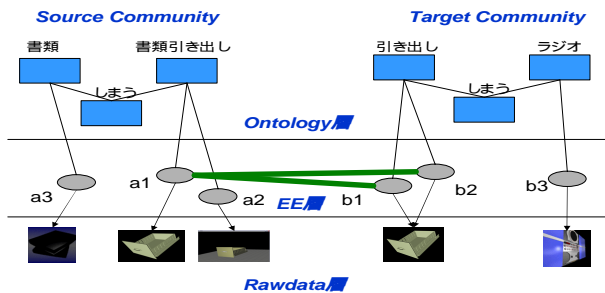 Source Community
Target Community
書類
書類引き出し
引き出し
ラジオ
しまう
しまう
Ontology層
a3
a1
a2
b1
b2
b3
EE層
Rawdata層